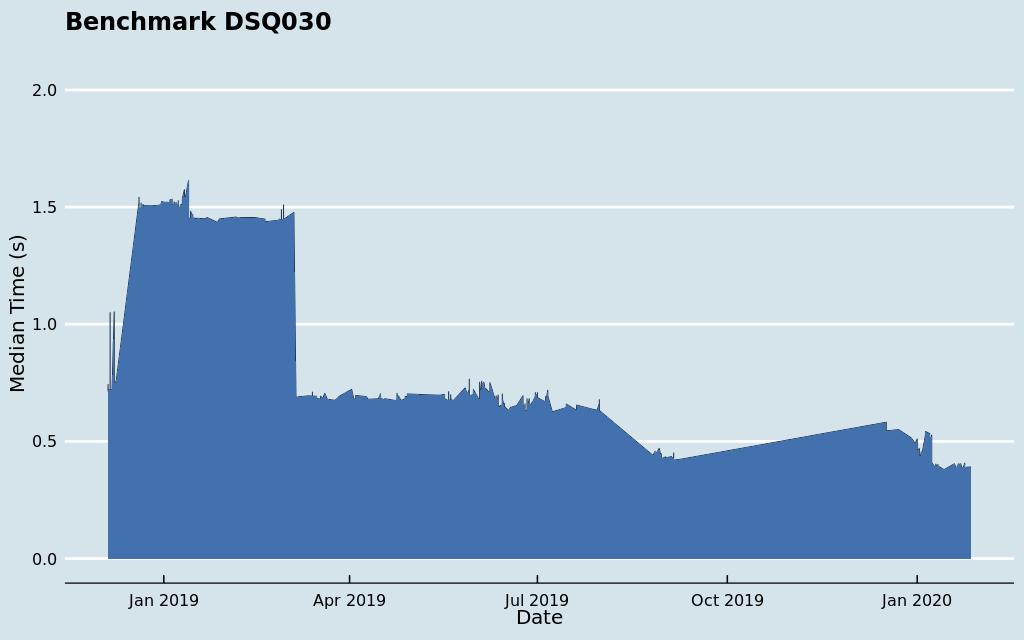 Benchmark DSQ030
2.0
1.5
1.0
0.5
0.0
Median Time (s)
Jan 2019
Apr 2019
Jul 2019
Oct 2019
Jan 2020
Date